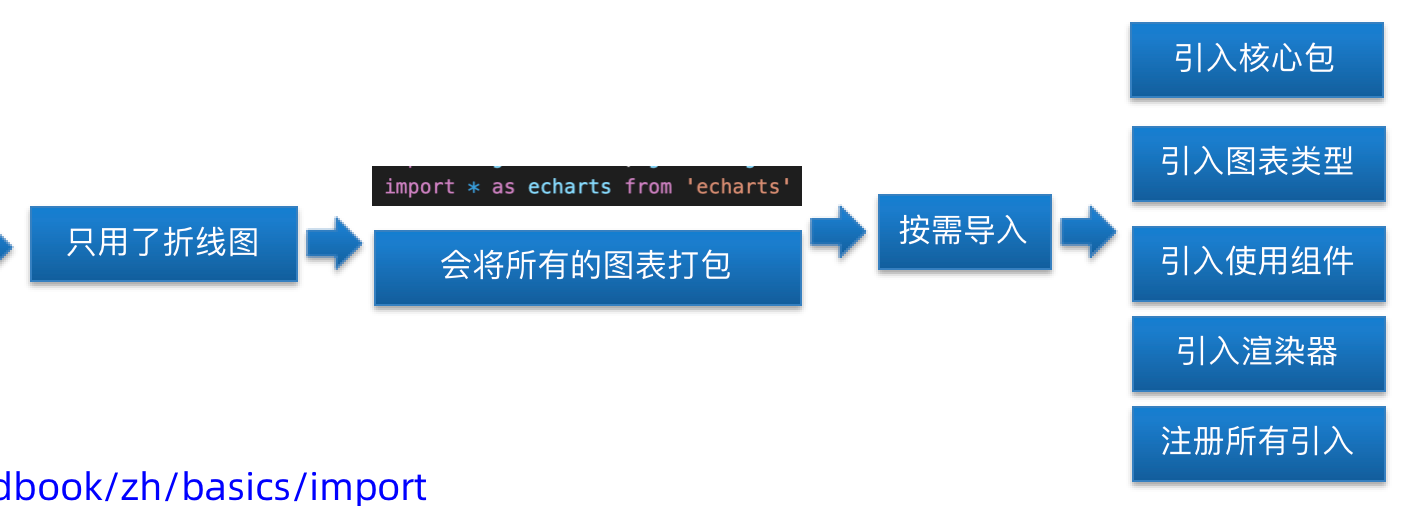 只用了折线图
import * as echarts from 'echarts'
会将所有的图表打包
按需导入
引入核心包
引入图表类型
引入使用组件
引入渲染器
注册所有引入
dbook/zh/basics/import